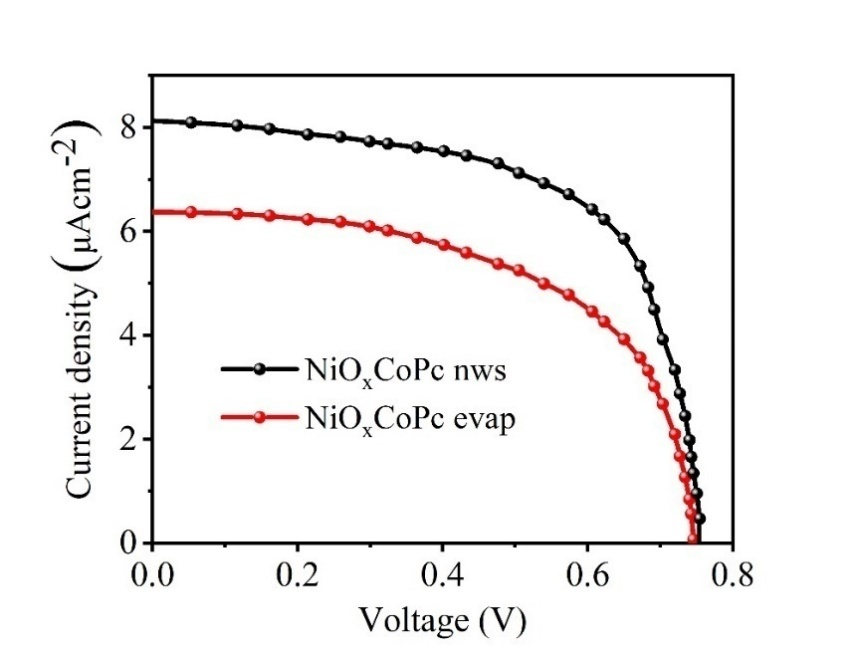 Current density (μAcm⁻²)
8
6
4
2
0
NiOₓCoPc nws
NiOₓCoPc evap
0.0 0.2 0.4 0.6 0.8
Voltage (V)